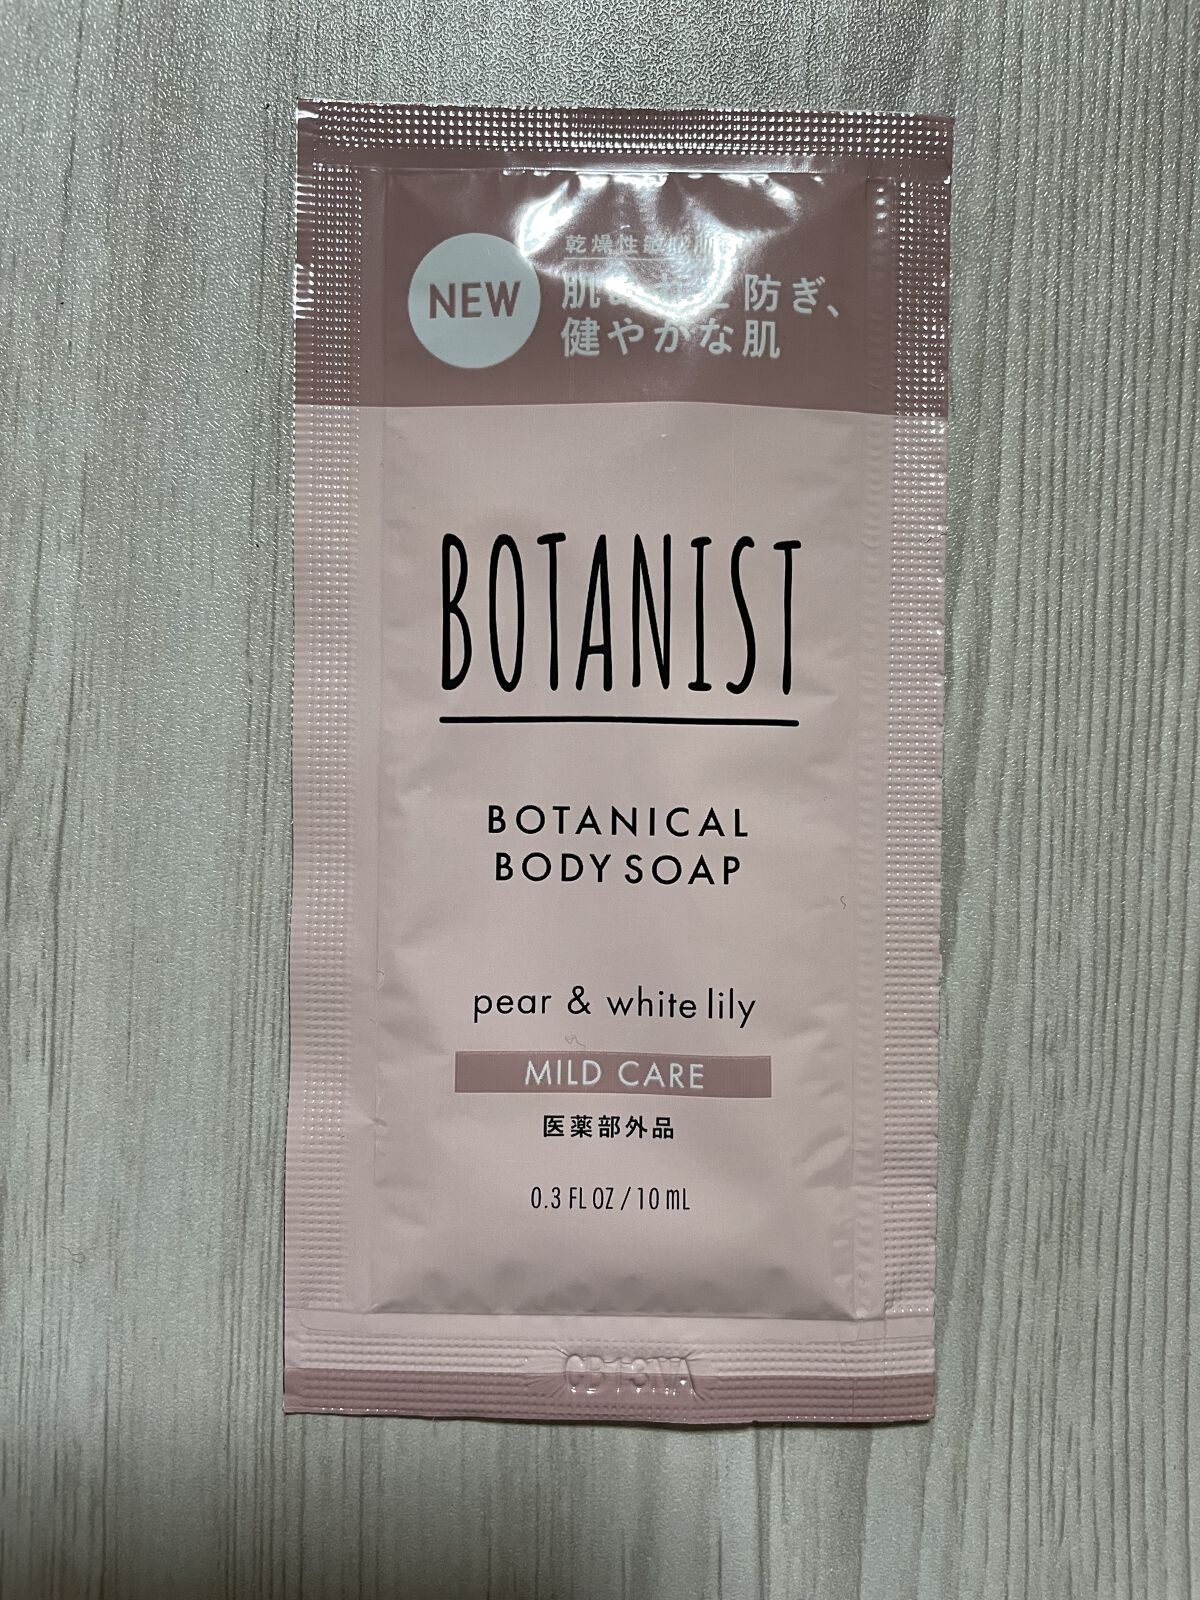 NEW
乾燥性敏感肌
肌あれを防ぎ、
健やかな肌
BOTANIST
BOTANICAL
BODY SOAP
pear & white lily
MILD CARE
医薬部外品
0.3 FL OZ / 10 mL